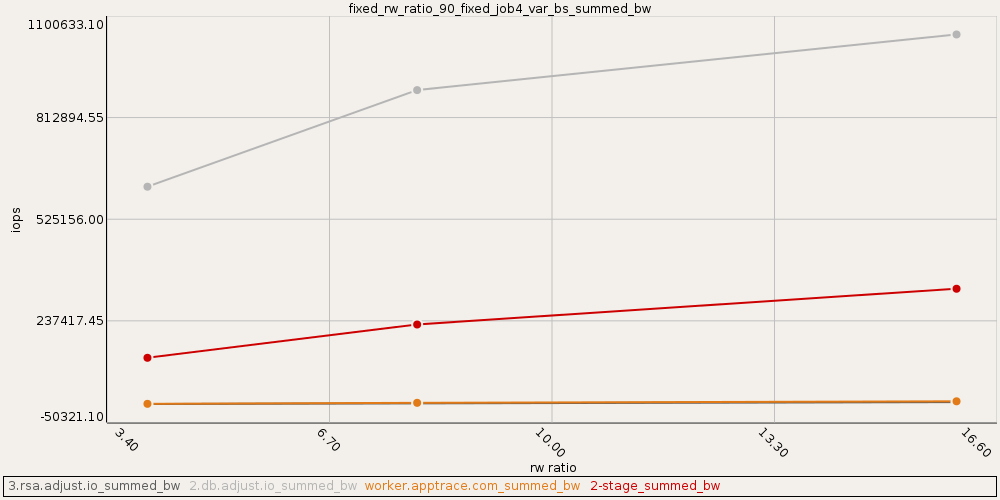 fixed_rw_ratio_90_fixed_job4_var_bs_summed_bw
1100633.10
812894.55
525156.00
237417.45
-50321.10
iops
3.40 6.70 10.00 13.30 16.60
rw ratio
3.rsa.adjust.io_summed_bw 2.db.adjust.io_summed_bw worker.apptrace.com_summed_bw 2-stage_summed_bw